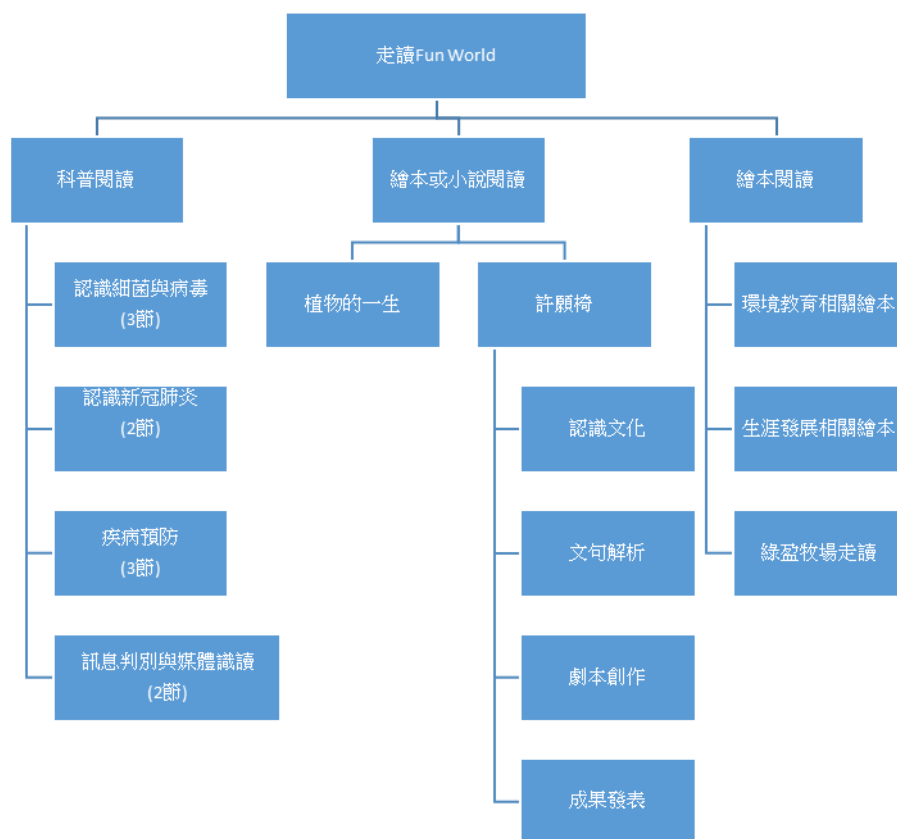 走讀Fun World
科普閱讀
認識細菌與病毒
(3節)
認識新冠肺炎
(2節)
疾病預防
(3節)
訊息判別與媒體識讀
(2節)
繪本或小說閱讀
植物的一生
許願椅
認識文化
文句解析
劇本創作
成果發表
繪本閱讀
環境教育相關繪本
生涯發展相關繪本
綠盈牧場走讀